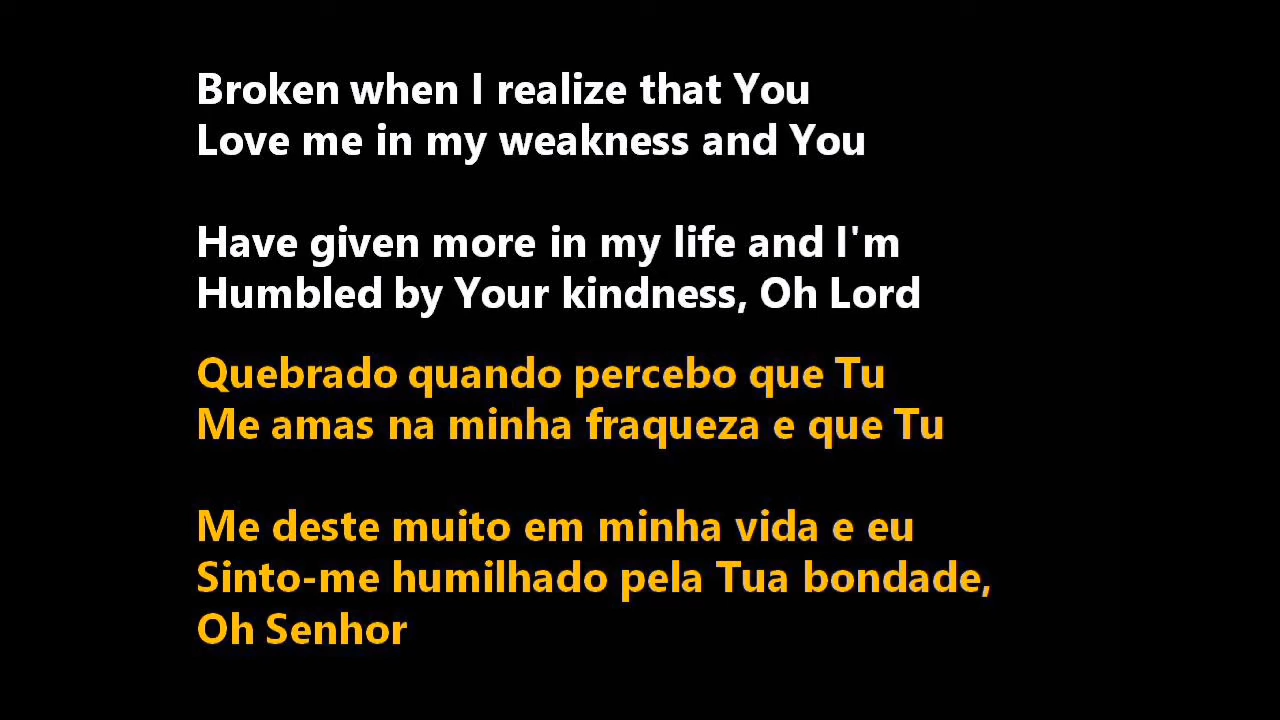 Broken when I realize that You
Love me in my weakness and You
Have given more in my life and I'm
Humbled by Your kindness, Oh Lord
Quebrado quando percebo que Tu
Me amas na minha fraqueza e que Tu
Me deste muito em minha vida e eu
Sinto-me humilhado pela Tua bondade,
Oh Senhor